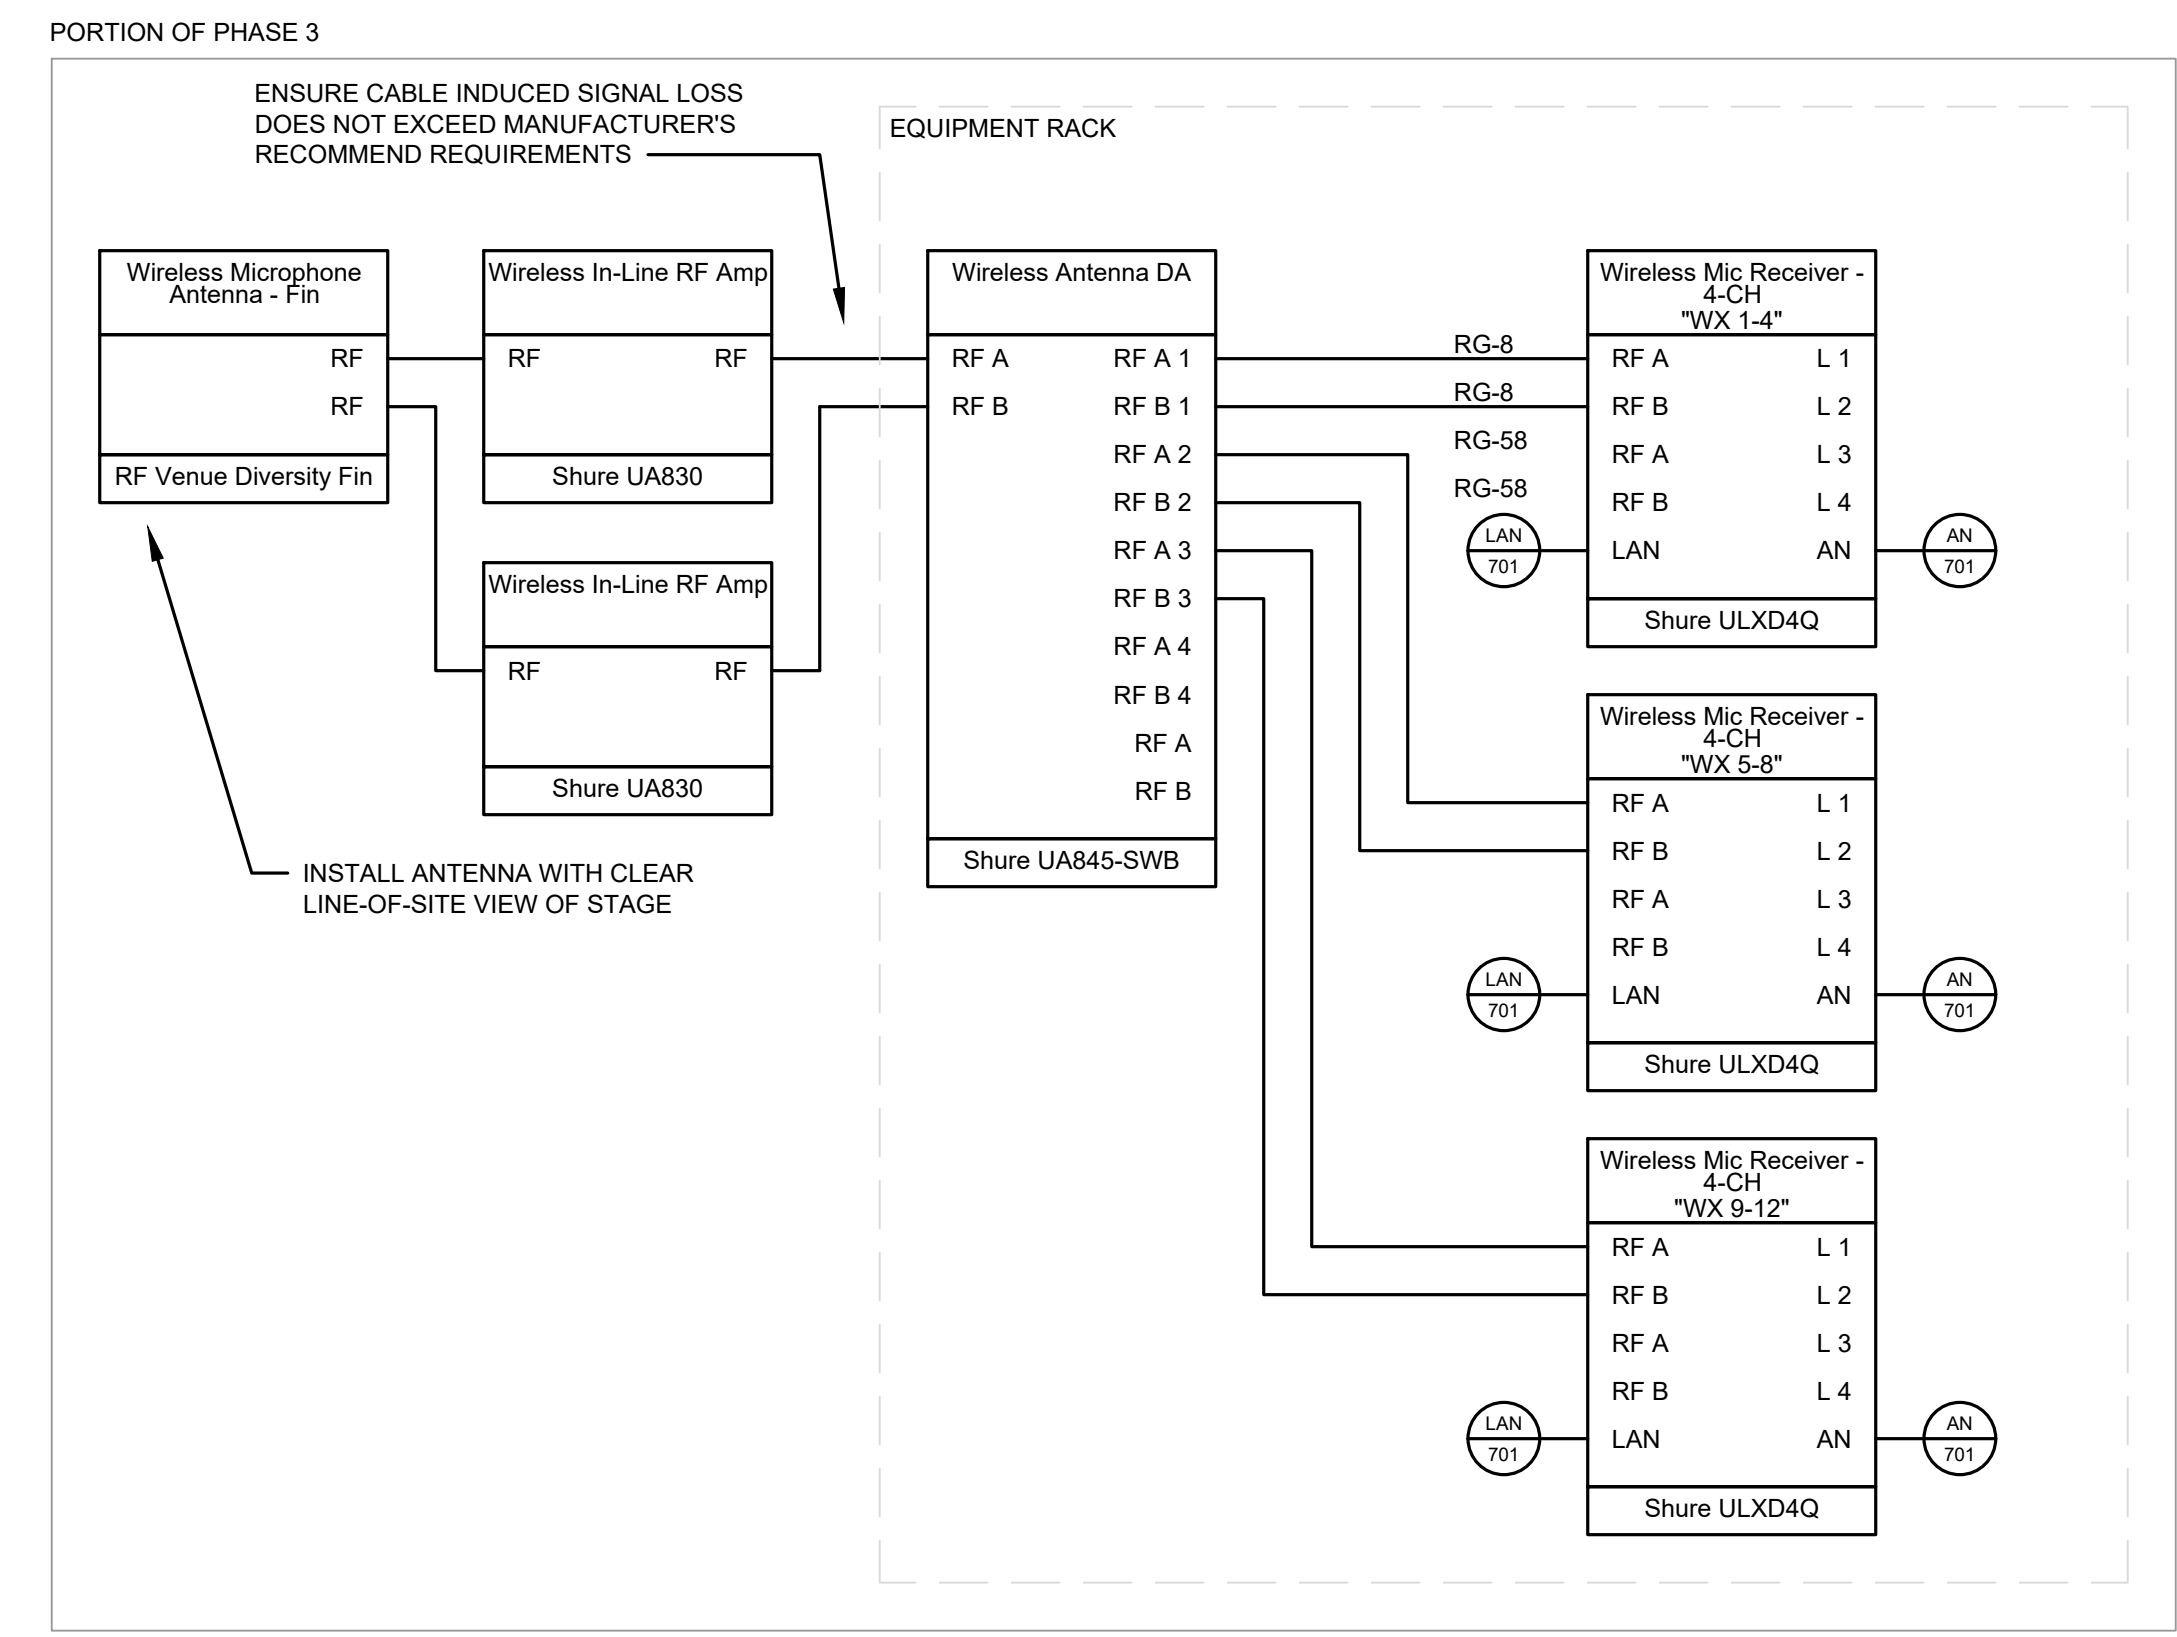 PORTION OF PHASE 3
ENSURE CABLE INDUCED SIGNAL LOSS
DOES NOT EXCEED MANUFACTURER'S
RECOMMEND REQUIREMENTS
EQUIPMENT RACK
Wireless Microphone
Antenna - Fin
RF
RF
RF Venue Diversity Fin
Wireless In-Line RF Amp
RF RF
Shure UA830
Wireless In-Line RF Amp
RF RF
Shure UA830
INSTALL ANTENNA WITH CLEAR
LINE-OF-SITE VIEW OF STAGE
Wireless Antenna DA
RF A RF A 1
RF B RF B 1
RF A 2
RF B 2
RF A 3
RF B 3
RF A 4
RF B 4
RF A
RF B
Shure UA845-SWB
RG-8
RG-8
RG-58
RG-58
Wireless Mic Receiver -
4-CH
"WX 1-4"
RF A L 1
RF B L 2
RF A L 3
RF B L 4
LAN AN
Shure ULXD4Q
LAN
701
AN
701
Wireless Mic Receiver -
4-CH
"WX 5-8"
RF A L 1
RF B L 2
RF A L 3
RF B L 4
LAN AN
Shure ULXD4Q
LAN
701
AN
701
Wireless Mic Receiver -
4-CH
"WX 9-12"
RF A L 1
RF B L 2
RF A L 3
RF B L 4
LAN AN
Shure ULXD4Q
LAN
701
AN
701